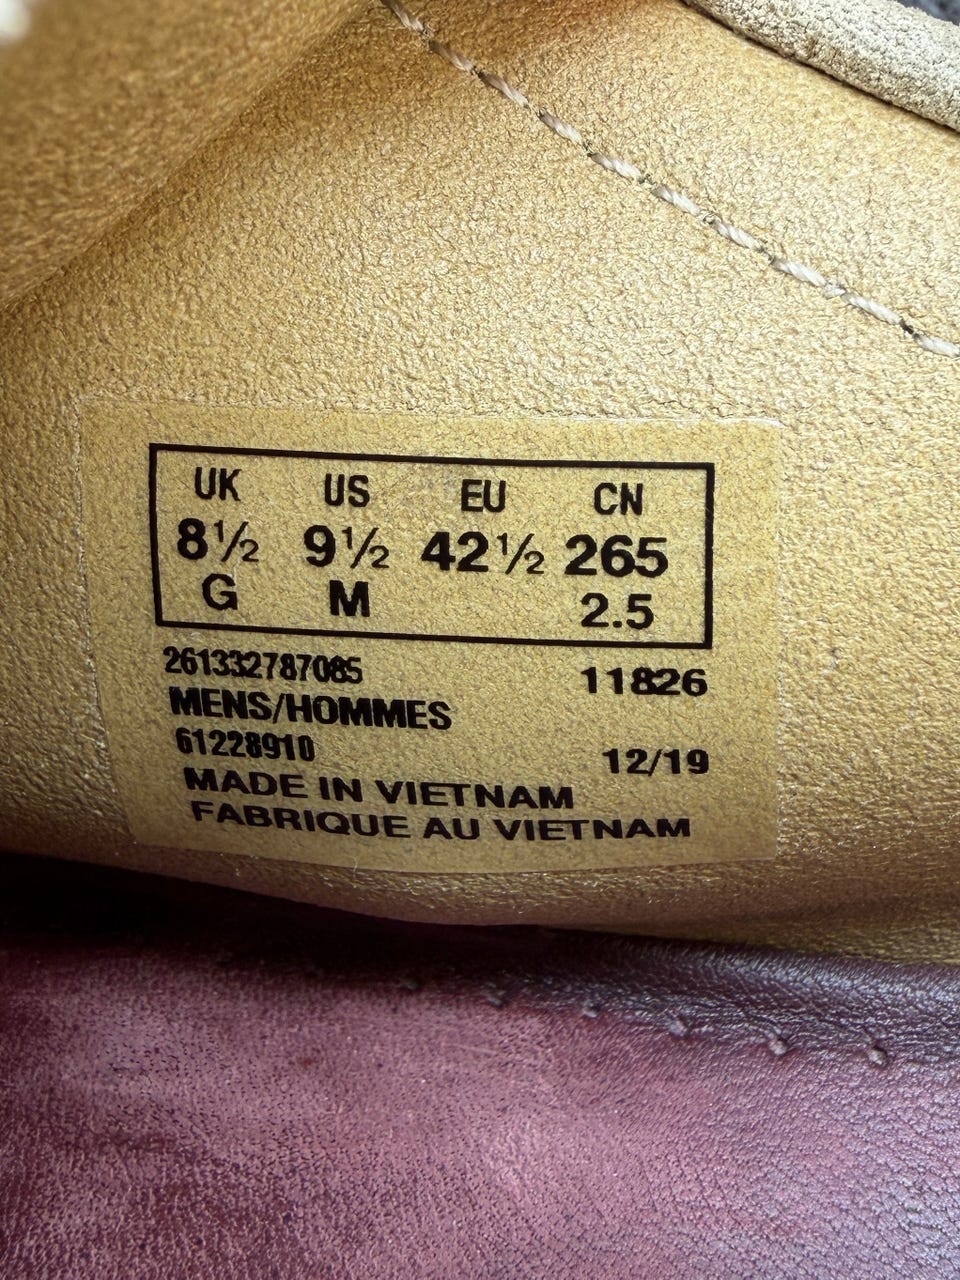 UK US EU CN
8½ 9½ 42½ 265
G M 2.5
261332787085 11826
MENS/HOMMES
61228910 12/19
MADE IN VIETNAM
FABRIQUE AU VIETNAM